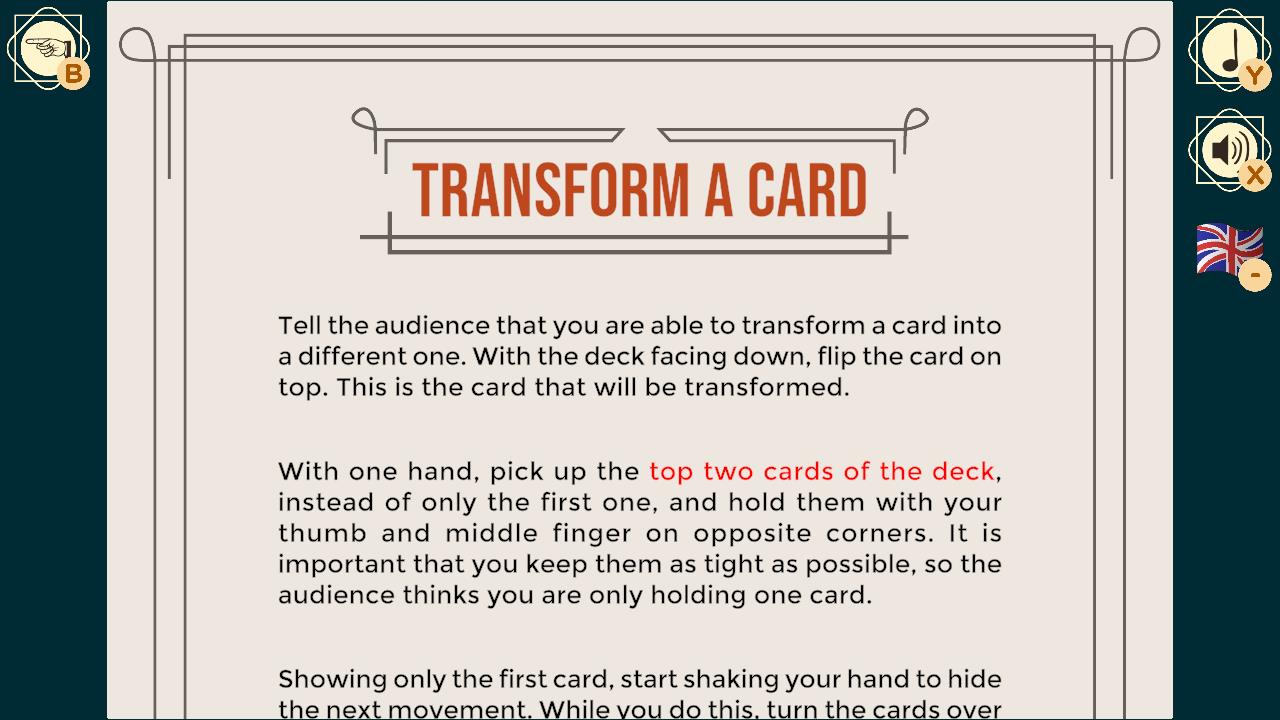 B
Y
X
-
TRANSFORM A CARD
Tell the audience that you are able to transform a card into
a different one. With the deck facing down, flip the card on
top. This is the card that will be transformed.
With one hand, pick up the top two cards of the deck,
instead of only the first one, and hold them with your
thumb and middle finger on opposite corners. It is
important that you keep them as tight as possible, so the
audience thinks you are only holding one card.
Showing only the first card, start shaking your hand to hide
the next movement. While you do this, turn the cards over